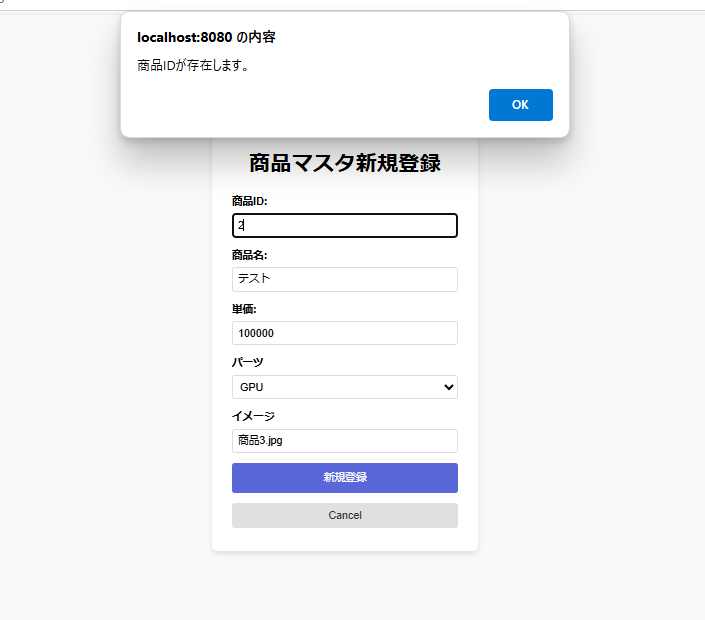 localhost:8080 の内容
商品IDが存在します。
OK
商品マスタ新規登録
商品ID:
2
商品名:
テスト
単価:
100000
パーツ
GPU
イメージ
商品3.jpg
新規登録
Cancel